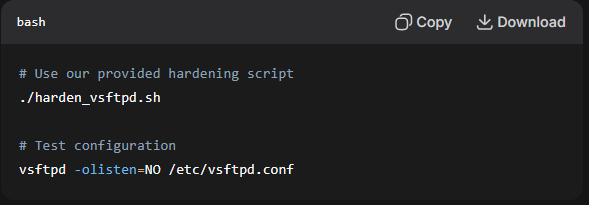 bash
Copy
Download
# Use our provided hardening script
./harden_vsftpd.sh
# Test configuration
vsftpd -olisten=NO /etc/vsftpd.conf